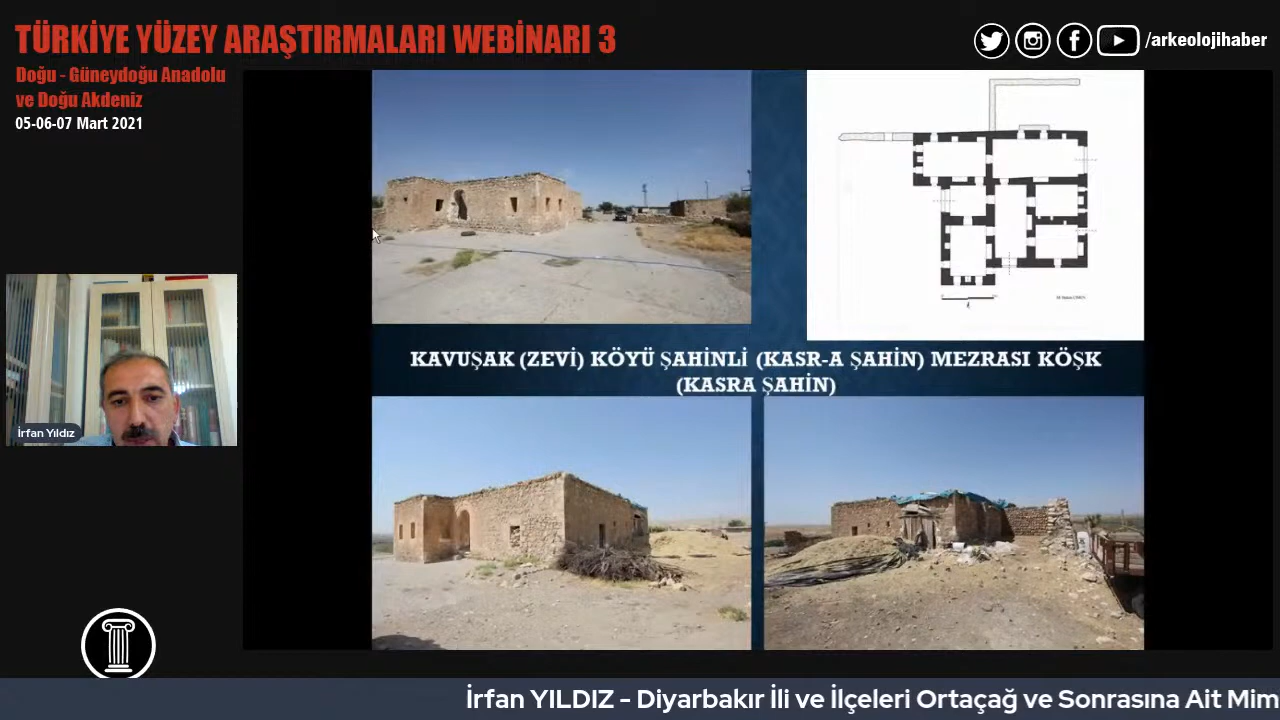 TÜRKİYE YÜZEY ARAŞTIRMALARI WEBİNARI 3
/arkeolojihaber
Doğu - Güneydoğu Anadolu
ve Doğu Akdeniz
05-06-07 Mart 2021
KAVUŞAK (ZEVİ) KÖYÜ ŞAHİNLİ (KASR-A ŞAHİN) MEZRASI KÖŞK
(KASRA ŞAHİN)
İrfan Yıldız
İrfan YILDIZ - Diyarbakır İli ve İlçeleri Ortaçağ ve Sonrasına Ait Mim